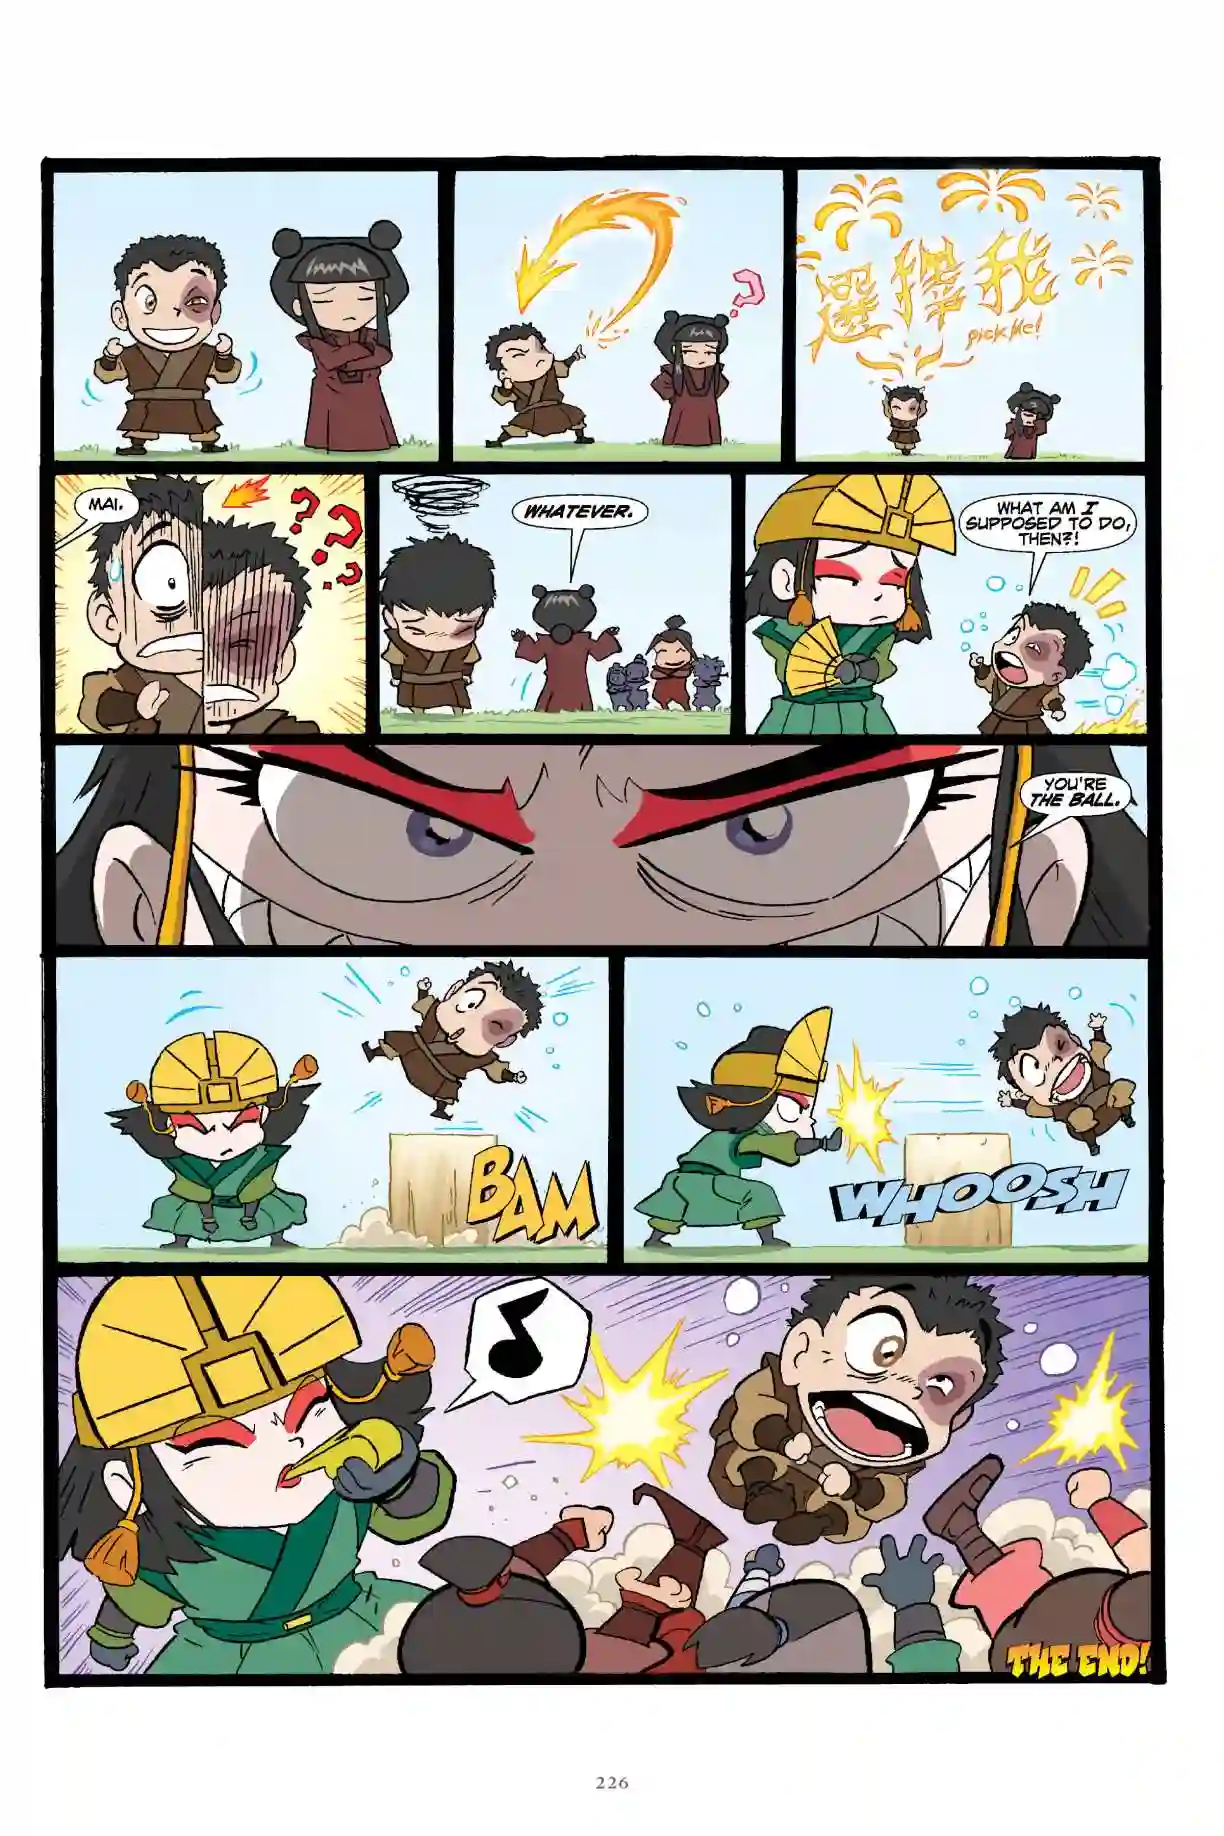 選擇我
pick Me!
MAI.
WHATEVER.
WHAT AM I
SUPPOSED TO DO,
THEN?!
YOU'RE
THE BALL.
BAM
WHOOSH
THE END!
226